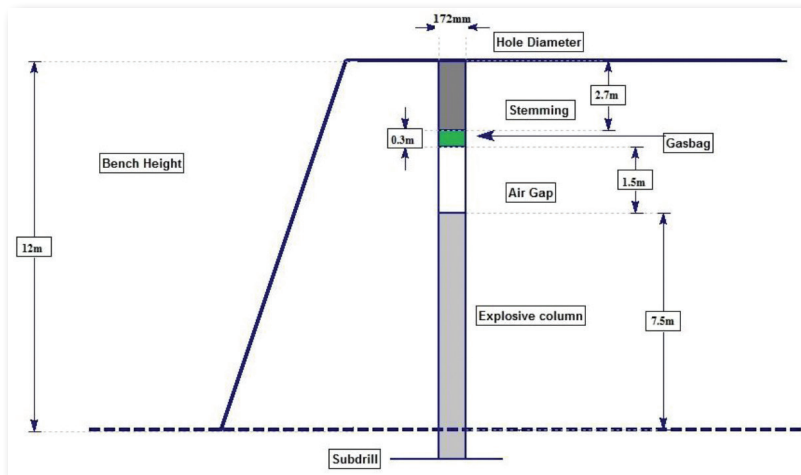 172mm
Hole Diameter
2.7m
Stemming
0.3m
Gasbag
Bench Height
1.5m
Air Gap
12m
Explosive column
7.5m
Subdrill